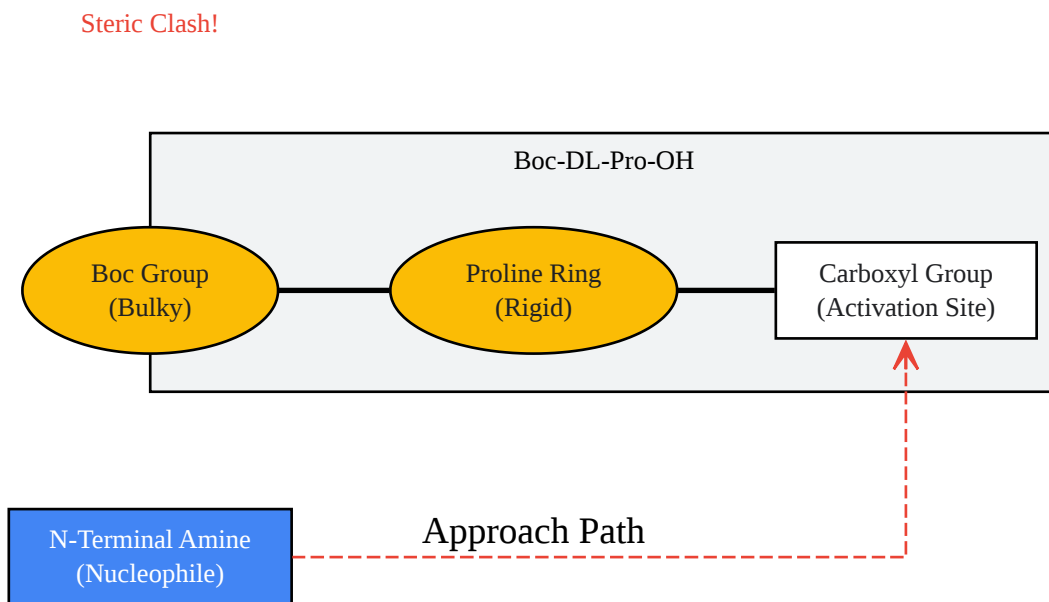 Steric Clash!
Boc-DL-Pro-OH
Boc Group
(Bulky)
Proline Ring
(Rigid)
Carboxyl Group
(Activation Site)
Approach Path
N-Terminal Amine
(Nucleophile)